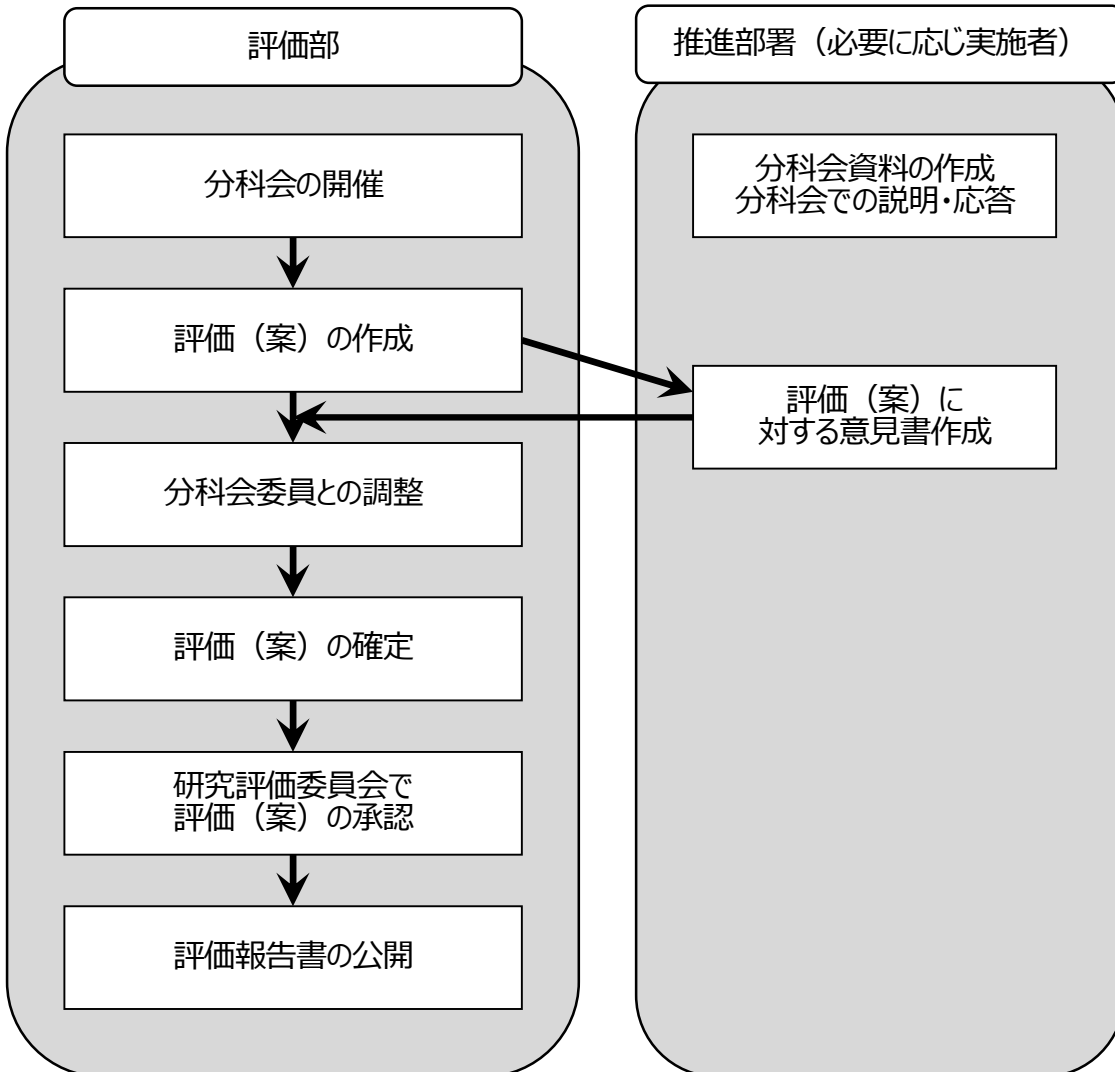 評価部
分科会の開催
評価（案）の作成
分科会委員との調整
評価（案）の確定
研究評価委員会で
評価（案）の承認
評価報告書の公開
推進部署（必要に応じ実施者）
分科会資料の作成
分科会での説明・応答
評価（案）に
対する意見書作成